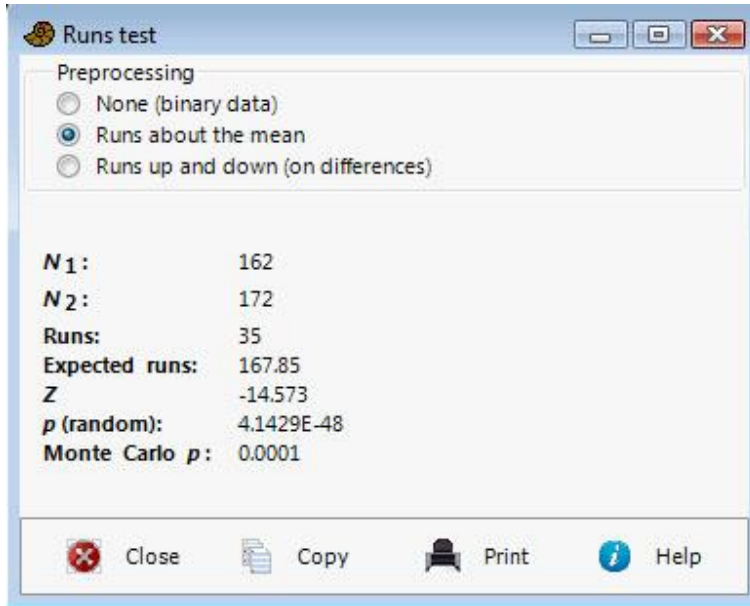 Runs test
Preprocessing
None (binary data)
Runs about the mean
Runs up and down (on differences)
N1: 162
N2: 172
Runs: 35
Expected runs: 167.85
Z -14.573
p (random): 4.1429E-48
Monte Carlo p: 0.0001
Close Copy Print Help